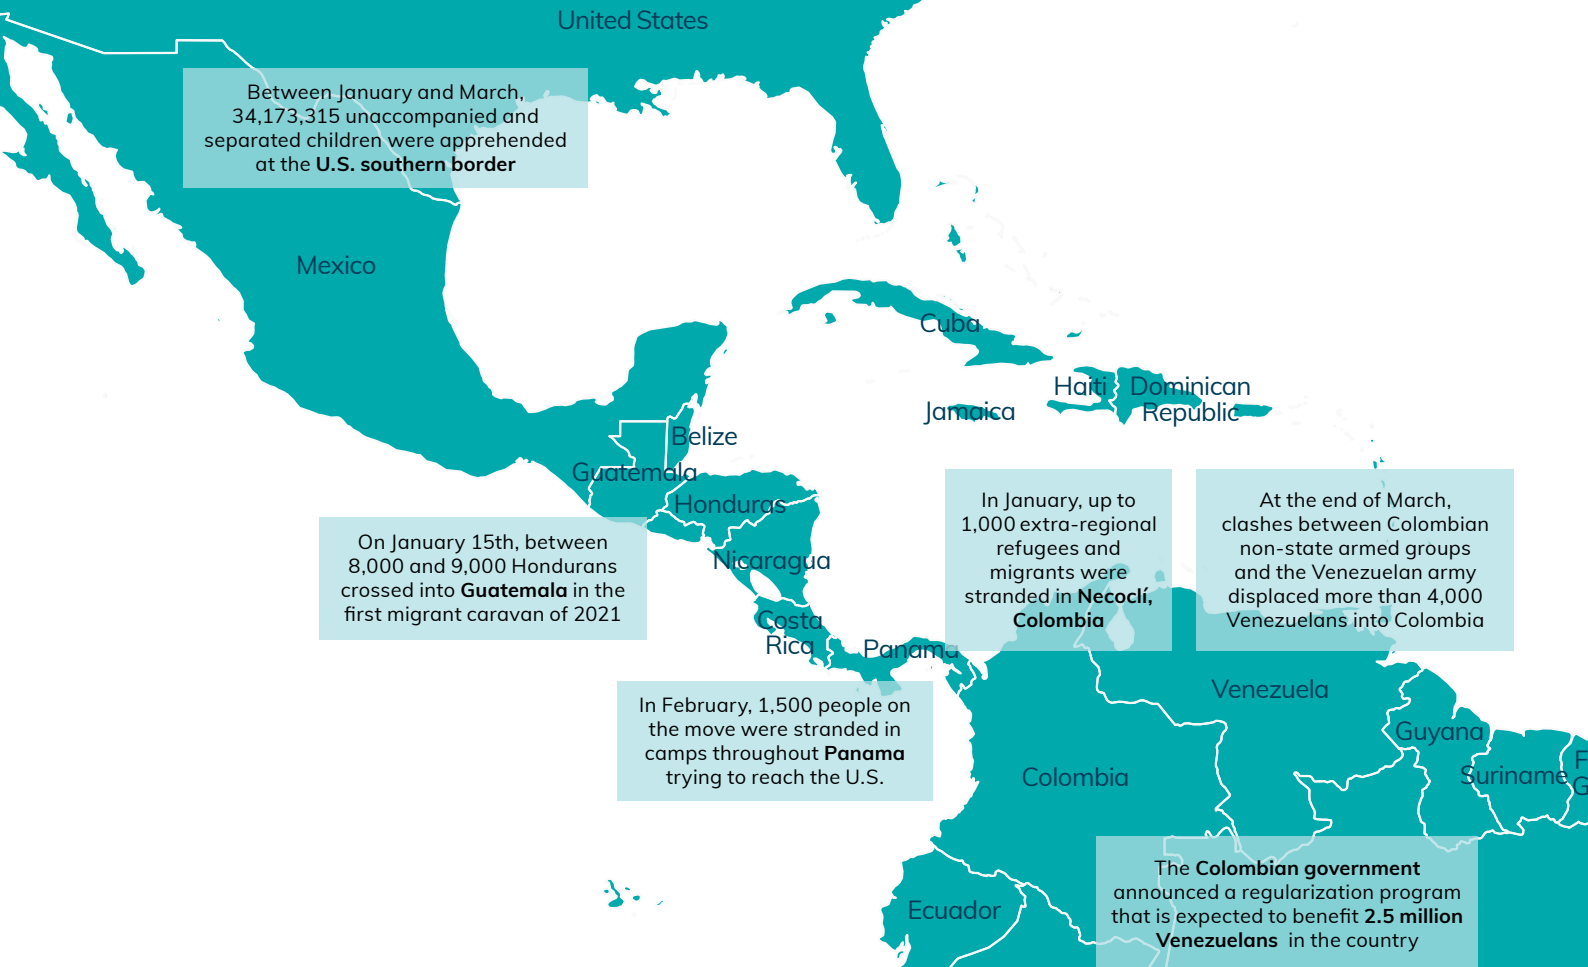 United States
Between January and March,
34,173,315 unaccompanied and
separated children were apprehended
at the U.S. southern border
Mexico
Cuba
Haiti
Dominican
Republic
Jamaica
Belize
Guatemala
Honduras
Nicaragua
Costa
Rica
Panama
On January 15th, between
8,000 and 9,000 Hondurans
crossed into Guatemala in the
first migrant caravan of 2021
In January, up to
1,000 extra-regional
refugees and
migrants were
stranded in Necoclí,
Colombia
At the end of March,
clashes between Colombian
non-state armed groups
and the Venezuelan army
displaced more than 4,000
Venezuelans into Colombia
In February, 1,500 people on
the move were stranded in
camps throughout Panama
trying to reach the U.S.
Venezuela
Guyana
Suriname
F
G
Colombia
Ecuador
The Colombian government
announced a regularization program
that is expected to benefit 2.5 million
Venezuelans in the country